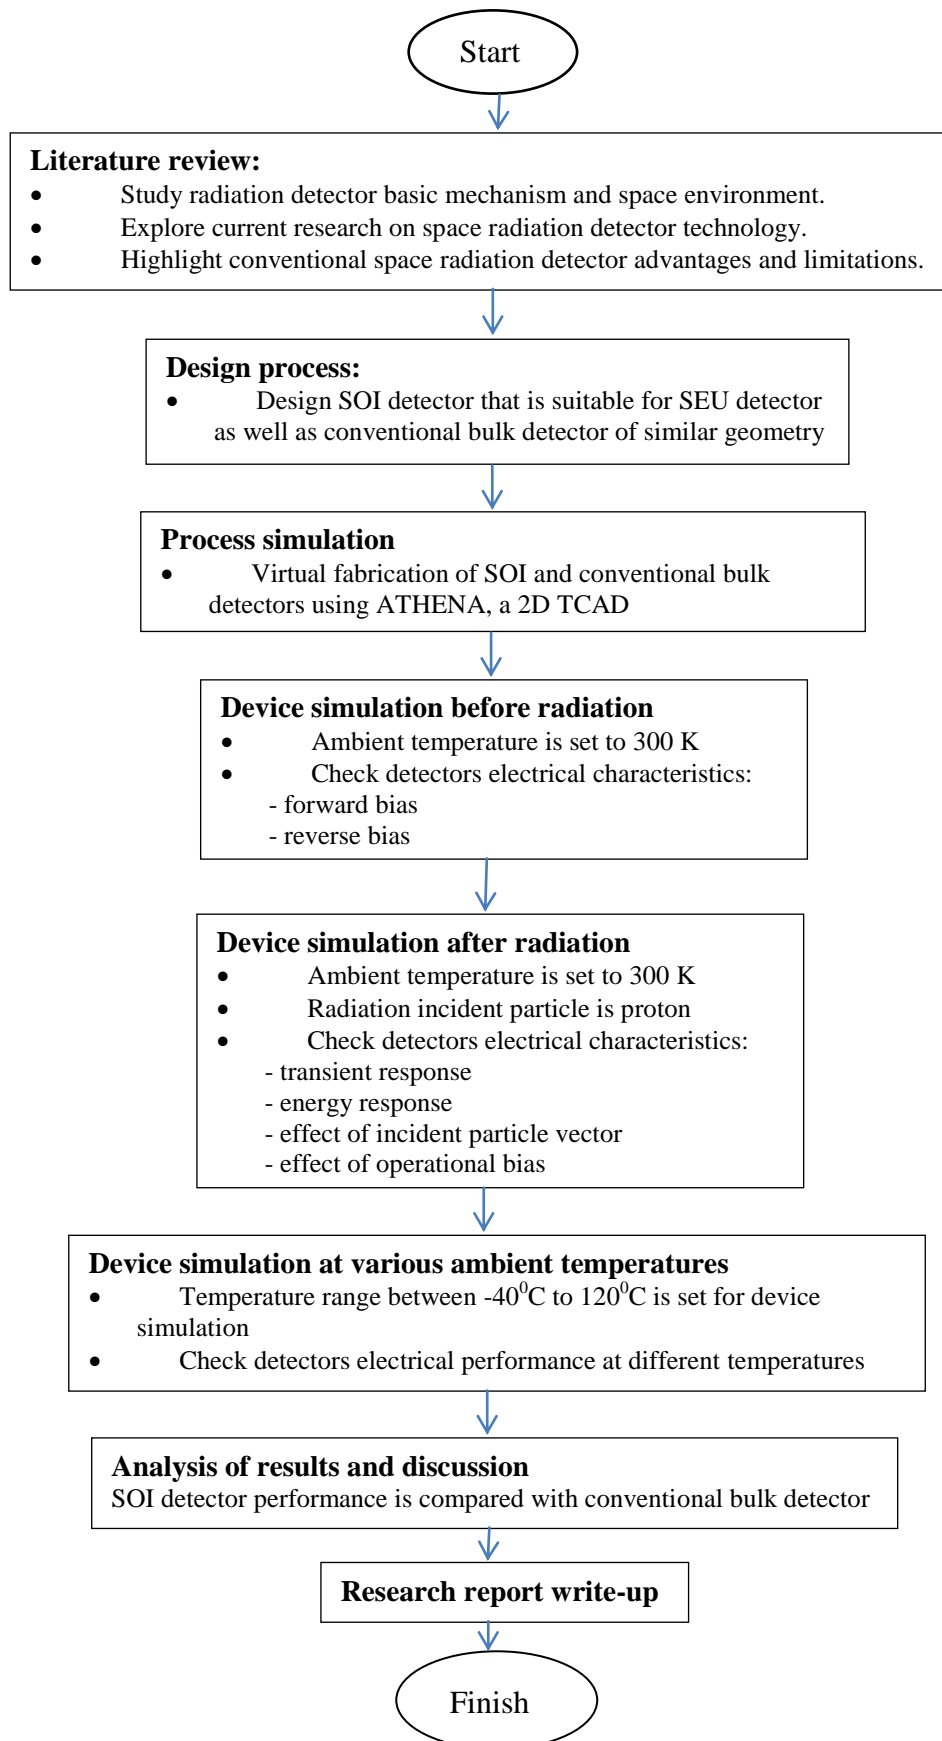 Start
Literature review:
• Study radiation detector basic mechanism and space environment.
• Explore current research on space radiation detector technology.
• Highlight conventional space radiation detector advantages and limitations.
Design process:
• Design SOI detector that is suitable for SEU detector
as well as conventional bulk detector of similar geometry
Process simulation
• Virtual fabrication of SOI and conventional bulk
detectors using ATHENA, a 2D TCAD
Device simulation before radiation
• Ambient temperature is set to 300 K
• Check detectors electrical characteristics:
- forward bias
- reverse bias
Device simulation after radiation
• Ambient temperature is set to 300 K
• Radiation incident particle is proton
• Check detectors electrical characteristics:
- transient response
- energy response
- effect of incident particle vector
- effect of operational bias
Device simulation at various ambient temperatures
• Temperature range between -40⁰C to 120⁰C is set for device
simulation
• Check detectors electrical performance at different temperatures
Analysis of results and discussion
SOI detector performance is compared with conventional bulk detector
Research report write-up
Finish